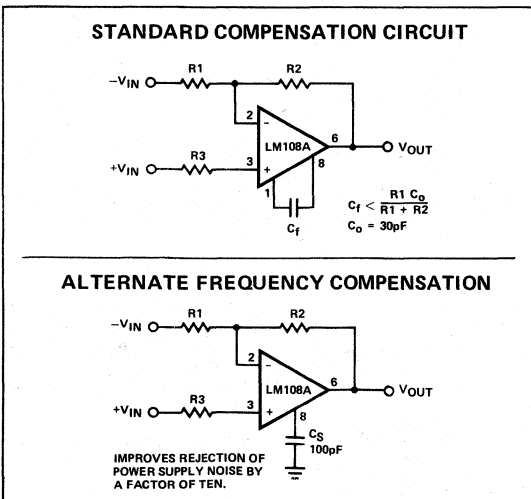 STANDARD COMPENSATION CIRCUIT
R1
R2
−VIN
2
−
LM108A
6
VOUT
+VIN
R3
3
+
8
1
Cf
Cf < R1 Co
R1 + R2
Co = 30pF
ALTERNATE FREQUENCY COMPENSATION
R1
R2
−VIN
2
−
LM108A
6
VOUT
+VIN
R3
3
+
8
CS
100pF
IMPROVES REJECTION OF
POWER SUPPLY NOISE BY
A FACTOR OF TEN.